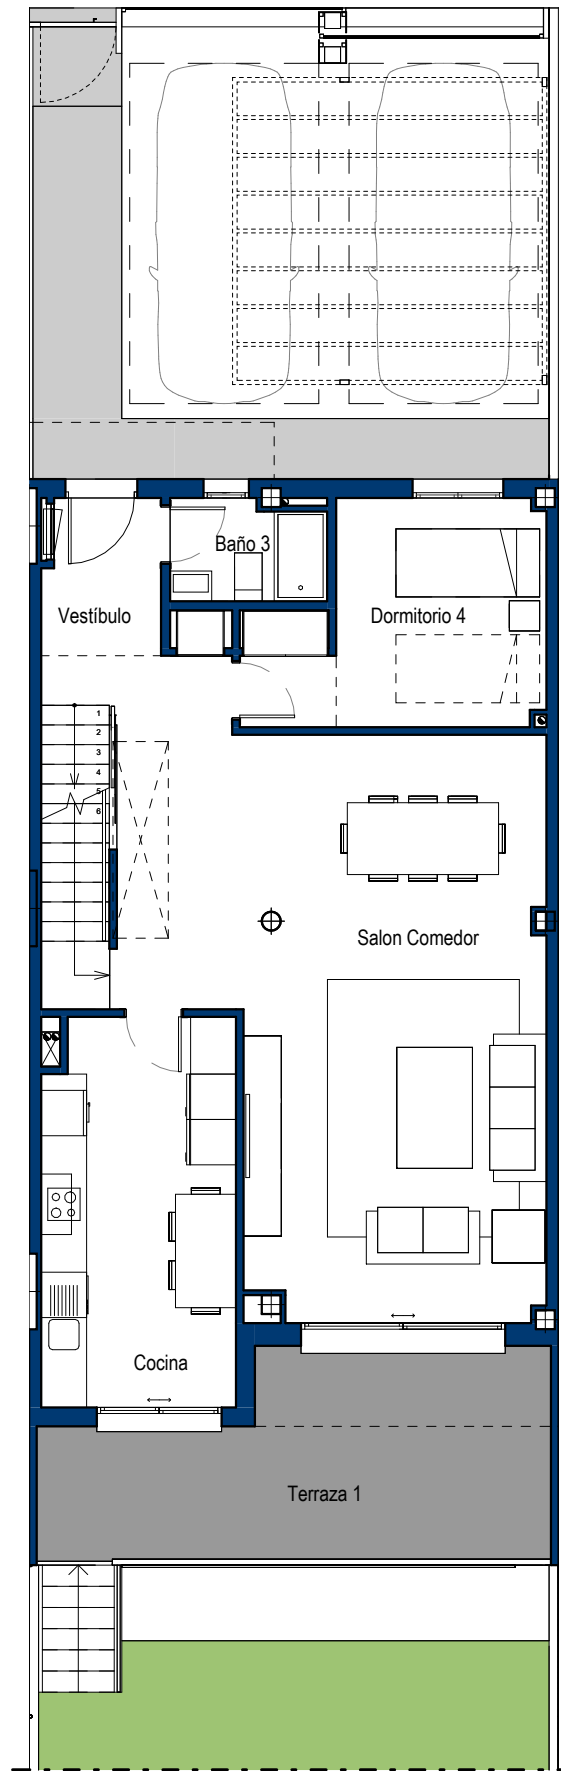 Baño 3
Vestíbulo
Dormitorio 4
1
2
3
4
5
6
Salon Comedor
Cocina
Terraza 1